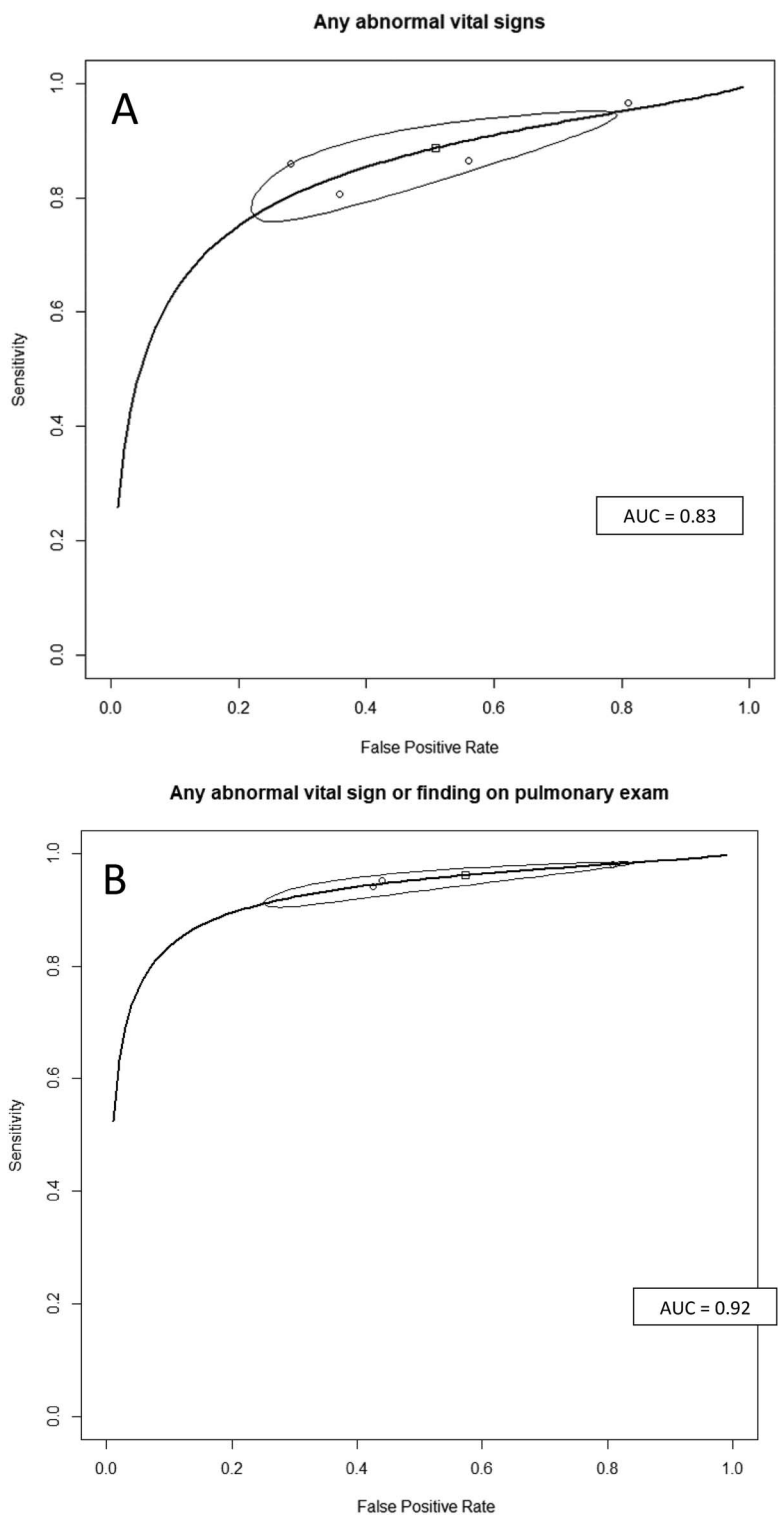 Any abnormal vital signs
A
1.0
0.8
0.6
0.4
0.2
0.0
Sensitivity
AUC = 0.83
0.0 0.2 0.4 0.6 0.8 1.0
False Positive Rate
Any abnormal vital sign or finding on pulmonary exam
B
1.0
0.8
0.6
0.4
0.2
0.0
Sensitivity
AUC = 0.92
0.0 0.2 0.4 0.6 0.8 1.0
False Positive Rate